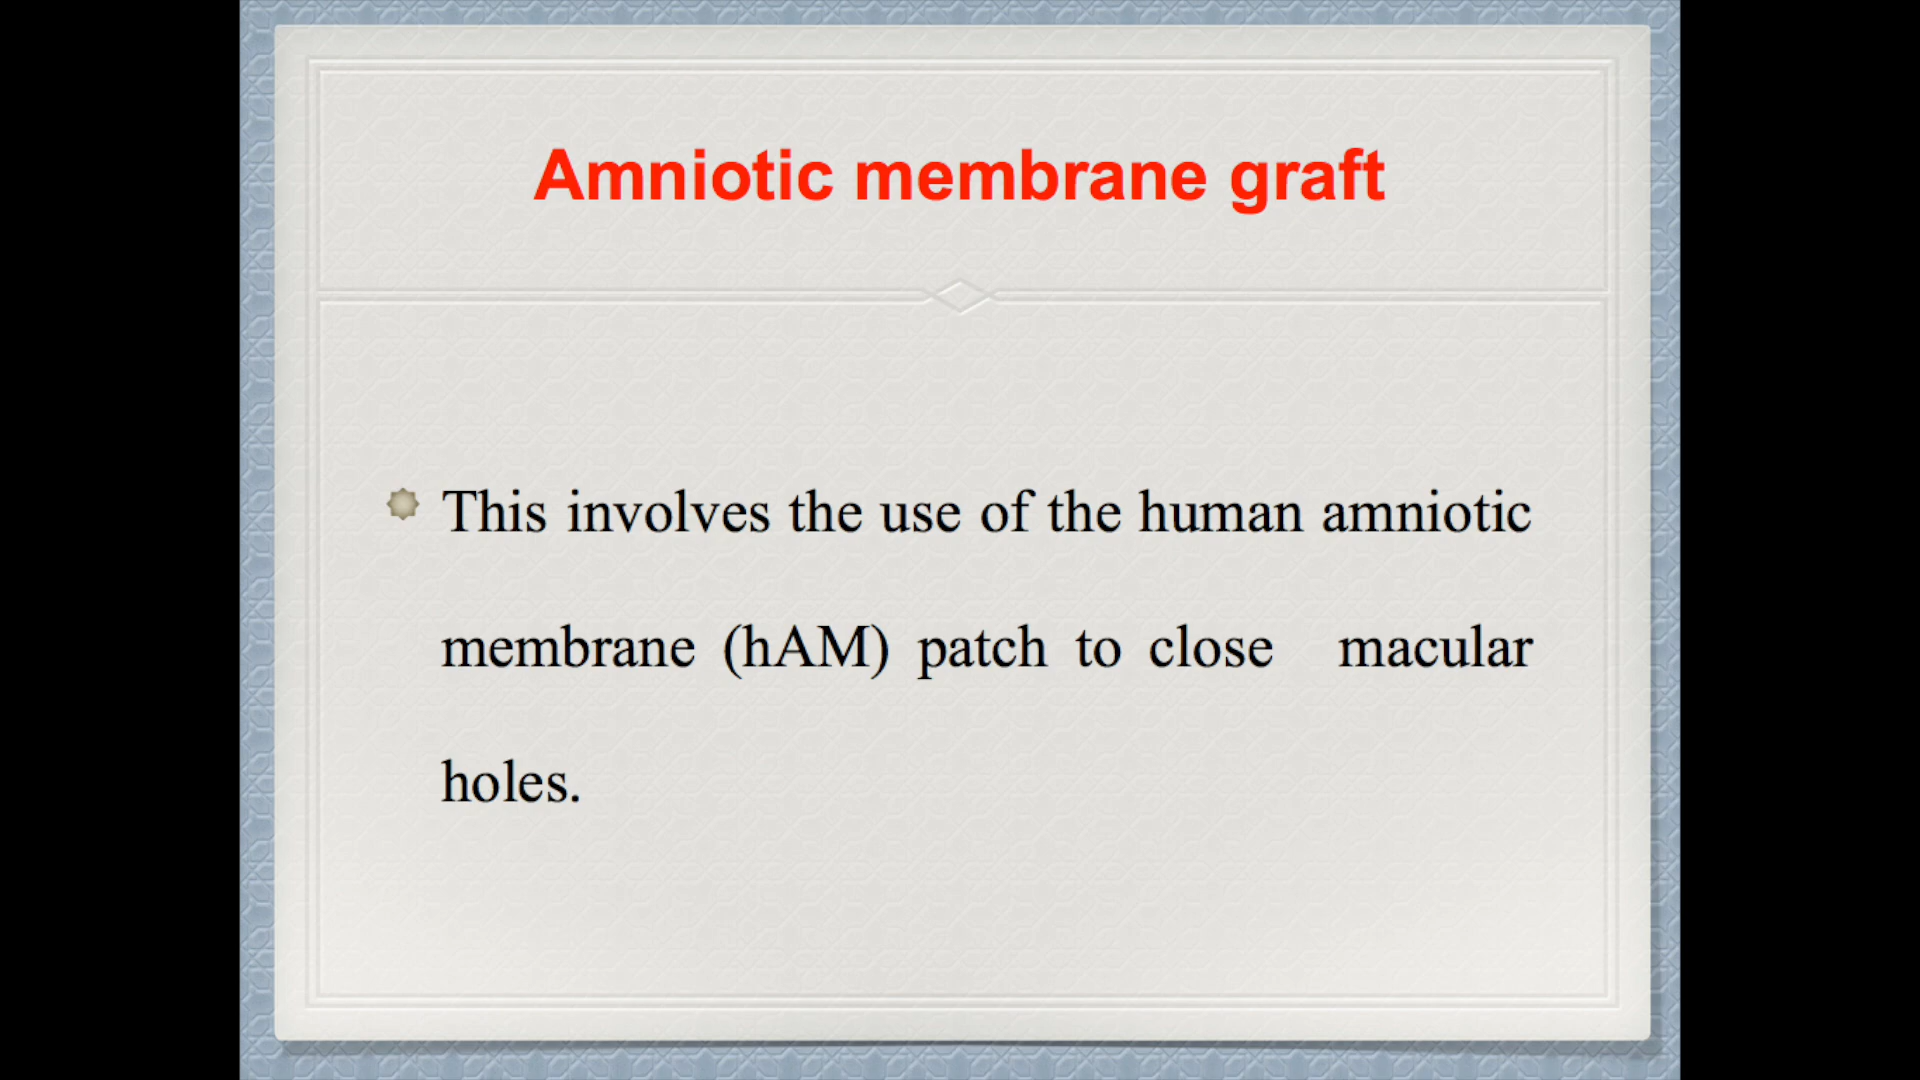 Amniotic membrane graft
This involves the use of the human amniotic
membrane (hAM) patch to close macular
holes.